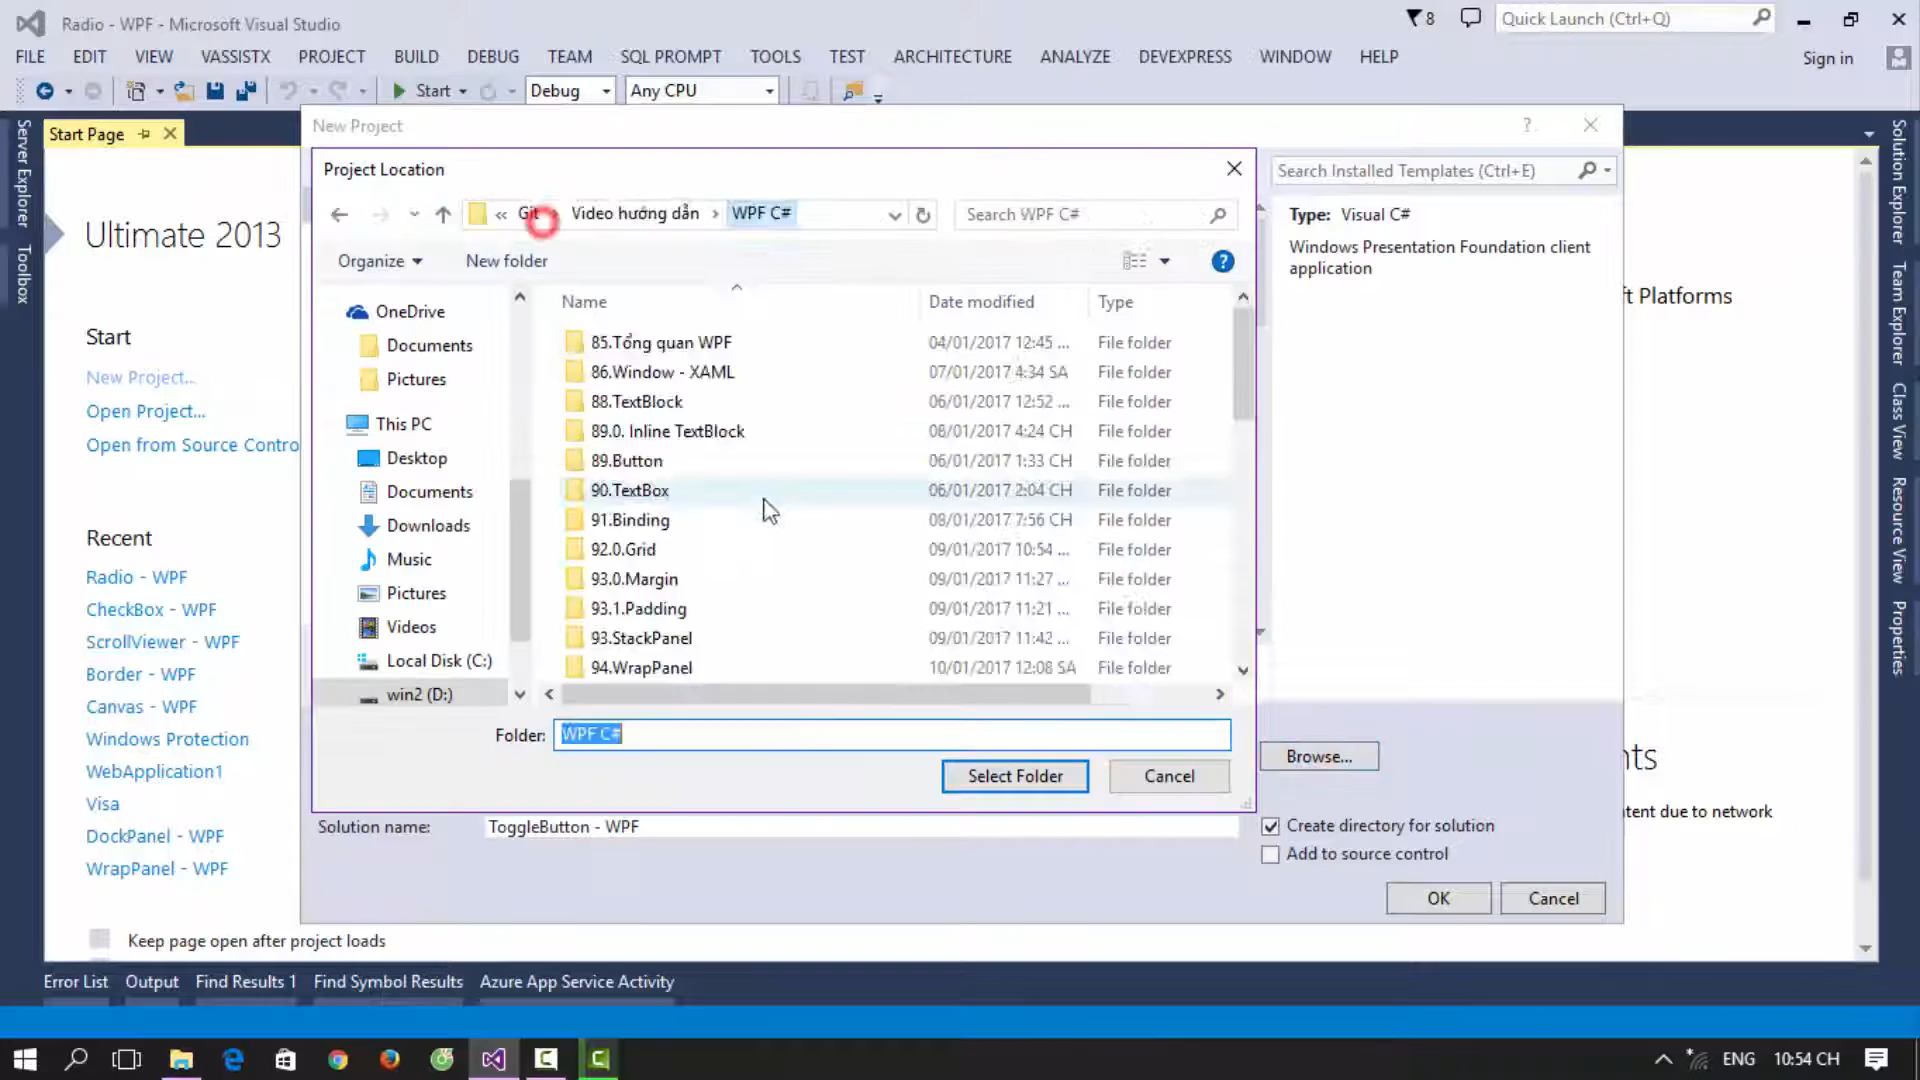 Radio - WPF - Microsoft Visual Studio
8
Quick Launch (Ctrl+Q)
FILE EDIT VIEW VASSISTX PROJECT BUILD DEBUG TEAM SQL PROMPT TOOLS TEST ARCHITECTURE ANALYZE DEVEXPRESS WINDOW HELP
Sign in
Start Debug Any CPU
Server Explorer
Toolbox
Start Page
Ultimate 2013
Start
New Project...
Open Project...
Open from Source Contro
Recent
Radio - WPF
CheckBox - WPF
ScrollViewer - WPF
Border - WPF
Canvas - WPF
Windows Protection
WebApplication1
Visa
DockPanel - WPF
WrapPanel - WPF
Keep page open after project loads
New Project
?
Project Location
« Git Video hướng dẫn WPF C#
Search WPF C#
Organize New folder
?
OneDrive
Documents
Pictures
This PC
Desktop
Documents
Downloads
Music
Pictures
Videos
Local Disk (C:)
win2 (D:)
Name Date modified Type
85.Tổng quan WPF 04/01/2017 12:45 ... File folder
86.Window - XAML 07/01/2017 4:34 SA File folder
88.TextBlock 06/01/2017 12:52 ... File folder
89.0. Inline TextBlock 08/01/2017 4:24 CH File folder
89.Button 06/01/2017 1:33 CH File folder
90.TextBox 06/01/2017 2:04 CH File folder
91.Binding 08/01/2017 7:56 CH File folder
92.0.Grid 09/01/2017 10:54 ... File folder
93.0.Margin 09/01/2017 11:27 ... File folder
93.1.Padding 09/01/2017 11:21 ... File folder
93.StackPanel 09/01/2017 11:42 ... File folder
94.WrapPanel 10/01/2017 12:08 SA File folder
Folder: WPF C#
Select Folder Cancel
Search Installed Templates (Ctrl+E)
Type: Visual C#
Windows Presentation Foundation client
application
Browse...
Solution name: ToggleButton - WPF
Create directory for solution
Add to source control
OK Cancel
ft Platforms
nts
tent due to network
Solution Explorer
Team Explorer
Class View
Resource View
Properties
Error List Output Find Results 1 Find Symbol Results Azure App Service Activity
ENG 10:54 CH